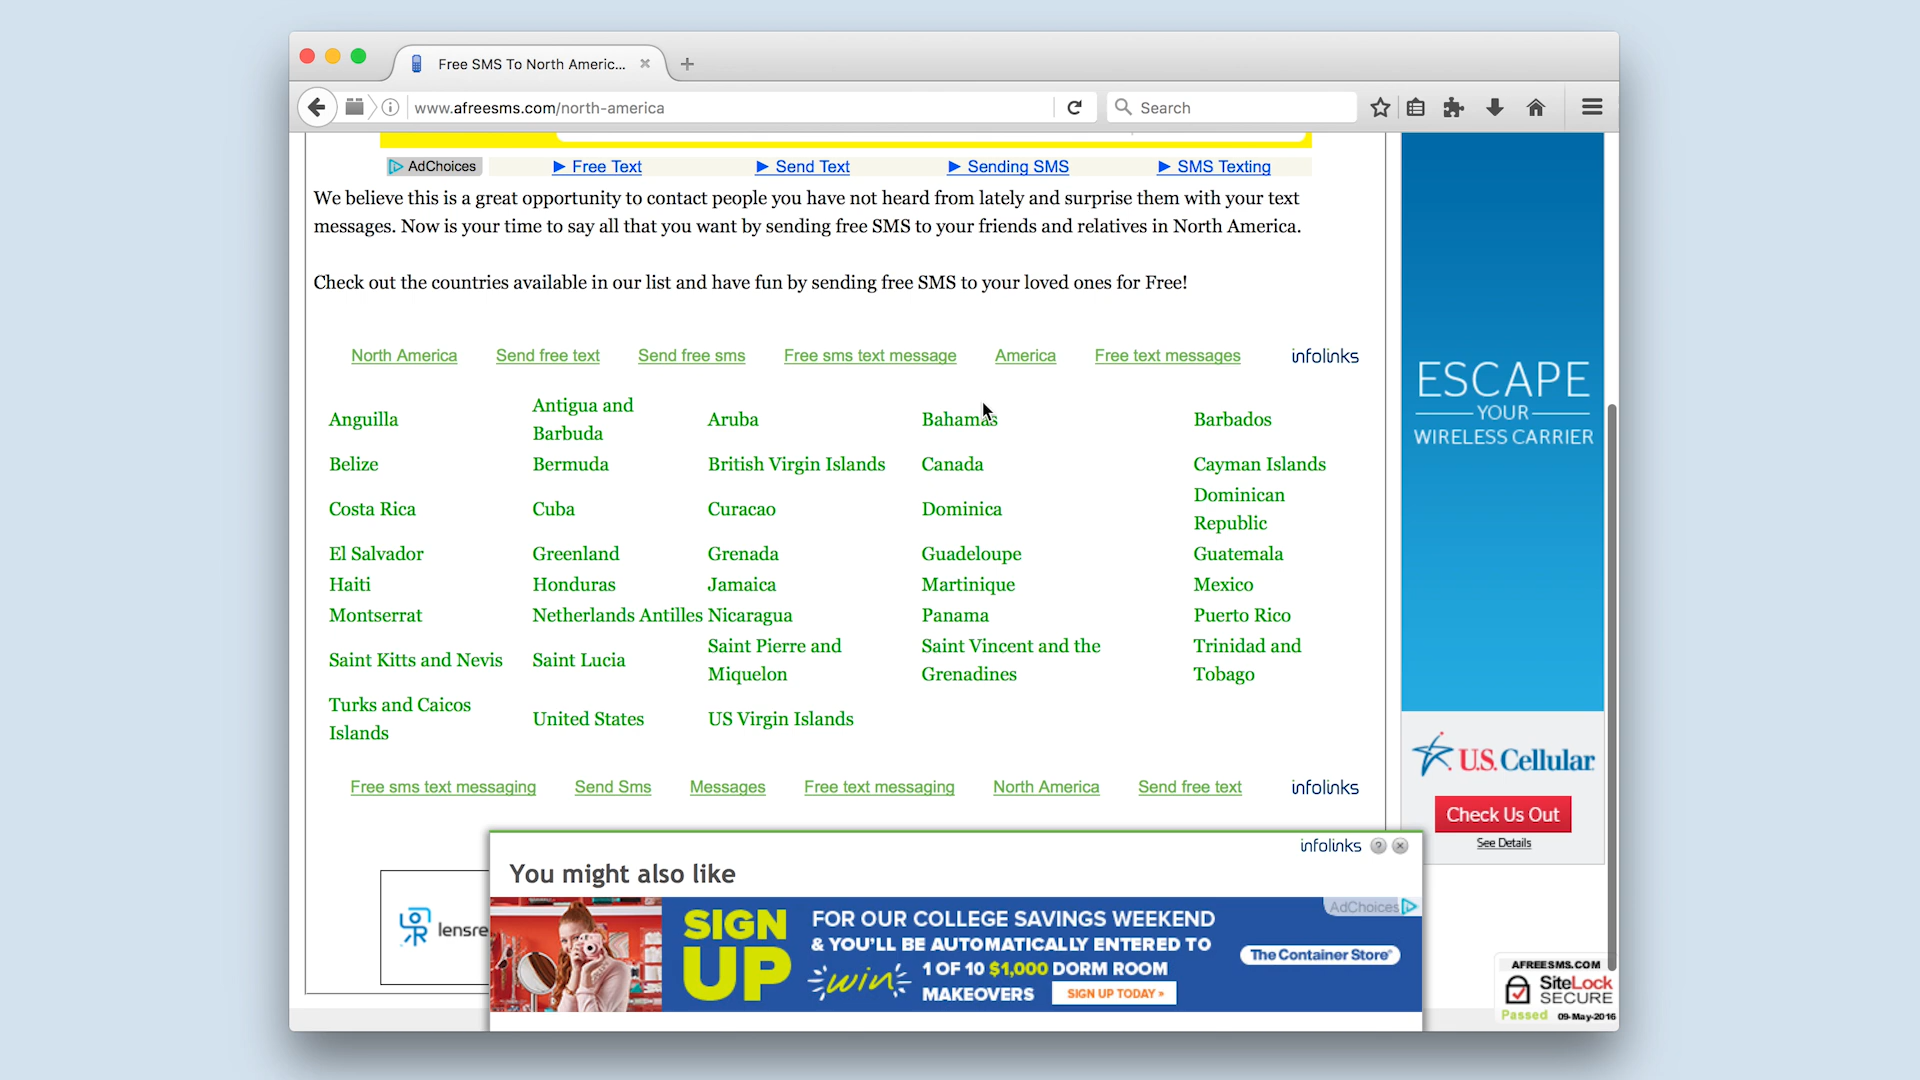 Free SMS To North Americ...
www.afreesms.com/north-america
Search
AdChoices
Free Text
Send Text
Sending SMS
SMS Texting
We believe this is a great opportunity to contact people you have not heard from lately and surprise them with your text
messages. Now is your time to say all that you want by sending free SMS to your friends and relatives in North America.
Check out the countries available in our list and have fun by sending free SMS to your loved ones for Free!
North America Send free text Send free sms Free sms text message America Free text messages infolinks
Anguilla
Antigua and
Barbuda
Aruba
Bahamas
Barbados
Belize
Bermuda
British Virgin Islands
Canada
Cayman Islands
Costa Rica
Cuba
Curacao
Dominica
Dominican
Republic
El Salvador
Greenland
Grenada
Guadeloupe
Guatemala
Haiti
Honduras
Jamaica
Martinique
Mexico
Montserrat
Netherlands Antilles
Nicaragua
Panama
Puerto Rico
Saint Kitts and Nevis
Saint Lucia
Saint Pierre and
Miquelon
Saint Vincent and the
Grenadines
Trinidad and
Tobago
Turks and Caicos
Islands
United States
US Virgin Islands
Free sms text messaging Send Sms Messages Free text messaging North America Send free text infolinks
ESCAPE
YOUR
WIRELESS CARRIER
U.S. Cellular
Check Us Out
See Details
lensre
infolinks
You might also like
AdChoices
SIGN
UP
FOR OUR COLLEGE SAVINGS WEEKEND
& YOU'LL BE AUTOMATICALLY ENTERED TO
win
1 OF 10 $1,000 DORM ROOM
MAKEOVERS
SIGN UP TODAY »
The Container Store®
AFREESMS.COM
SiteLock
SECURE
Passed 09-May-2016